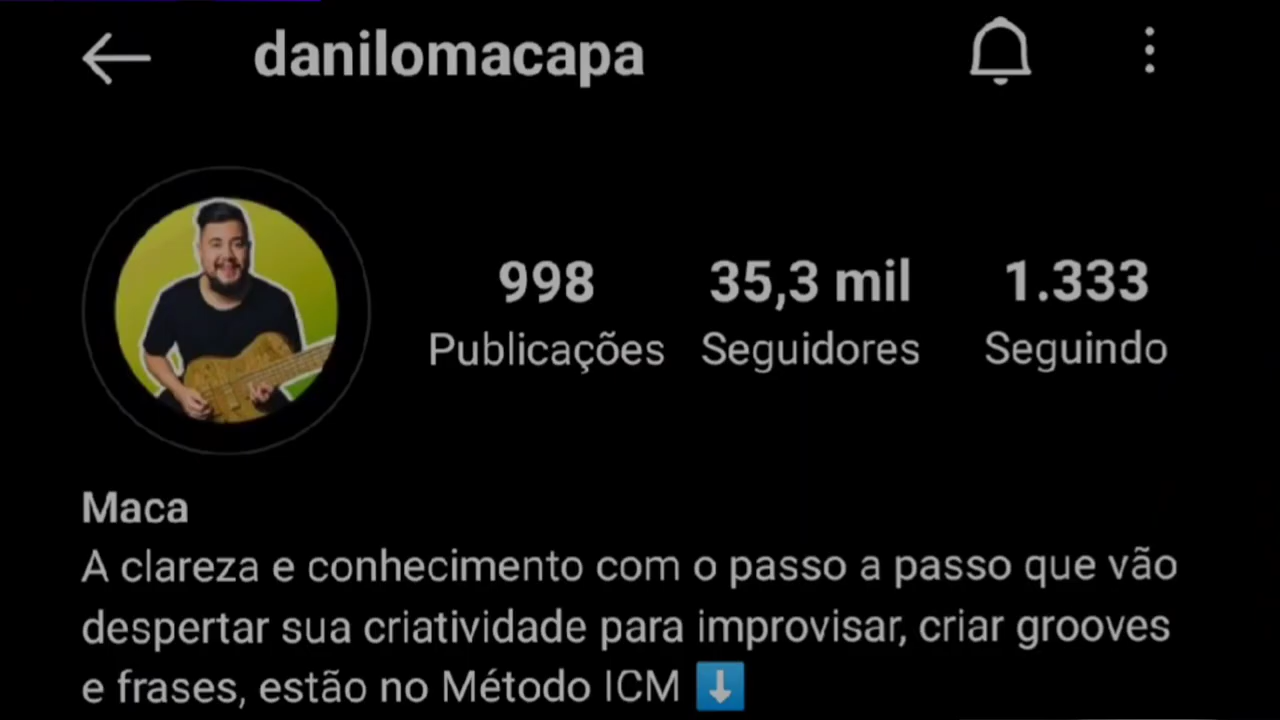 danilomacapa
998 35,3 mil 1.333
Publicações Seguidores Seguindo
Maca
A clareza e conhecimento com o passo a passo que vão
despertar sua criatividade para improvisar, criar grooves
e frases, estão no Método ICM ⬇️